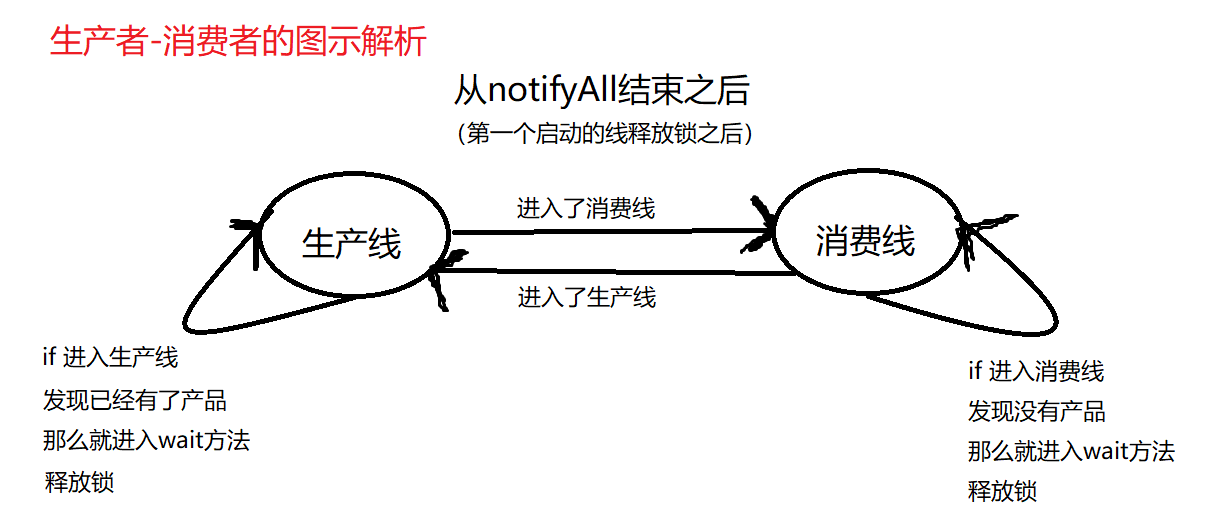 生产者-消费者的图示解析
从notifyAll结束之后
（第一个启动的线释放锁之后）
进入了消费线
生产线
消费线
进入了生产线
if 进入生产线
发现已经有了产品
那么就进入wait方法
释放锁
if 进入消费线
发现没有产品
那么就进入wait方法
释放锁